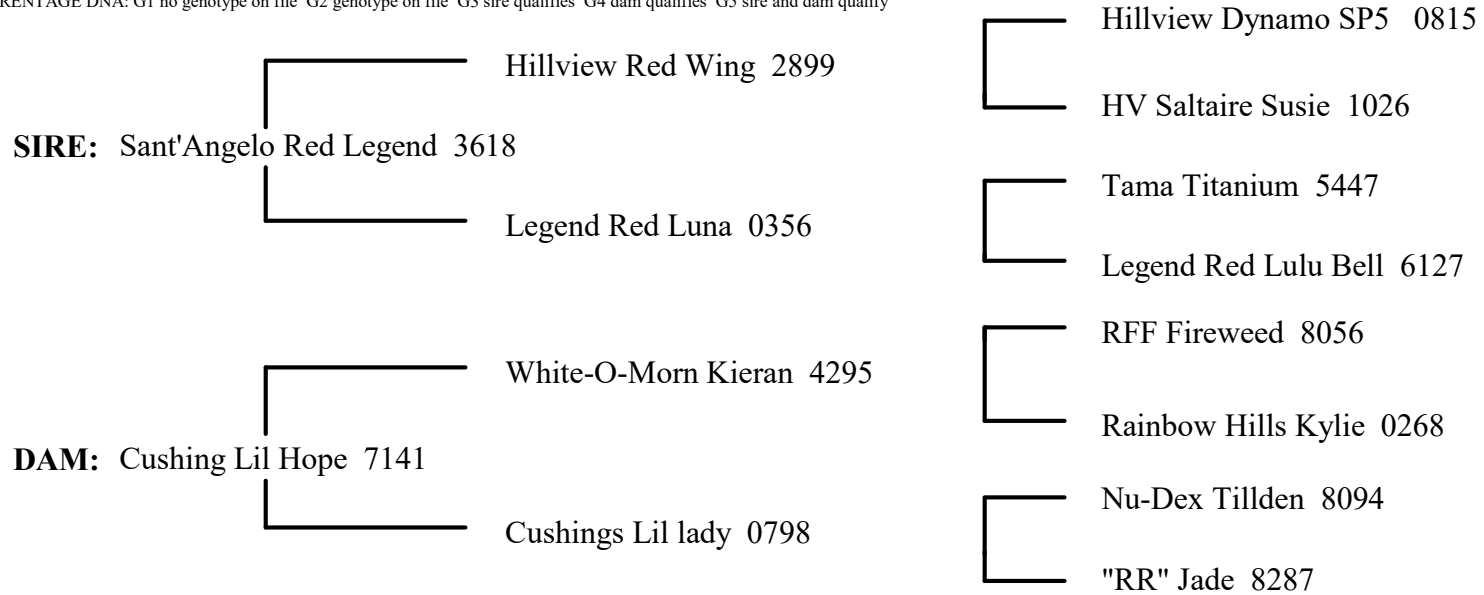 PARENTAGE DNA: G1 no genotype on file G2 genotype on file G3 sire qualifies G4 dam qualifies G5 sire and dam qualify
Hillview Dynamo SP5 0815
Hillview Red Wing 2899
HV Saltaire Susie 1026
SIRE: Sant'Angelo Red Legend 3618
Tama Titanium 5447
Legend Red Luna 0356
Legend Red Lulu Bell 6127
RFF Fireweed 8056
White-O-Morn Kieran 4295
Rainbow Hills Kylie 0268
DAM: Cushing Lil Hope 7141
Nu-Dex Tillden 8094
Cushings Lil lady 0798
"RR" Jade 8287